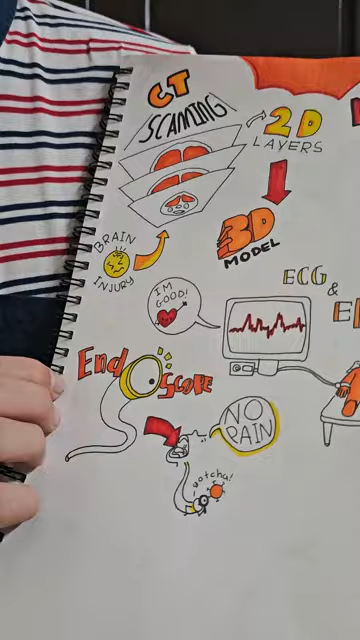 CT
SCANNING
2D
LAYERS
3D
MODEL
BRAIN
INJURY
I'M
GOOD!
ECG
&
EndoSCOPE
NO
PAIN
Gotcha!